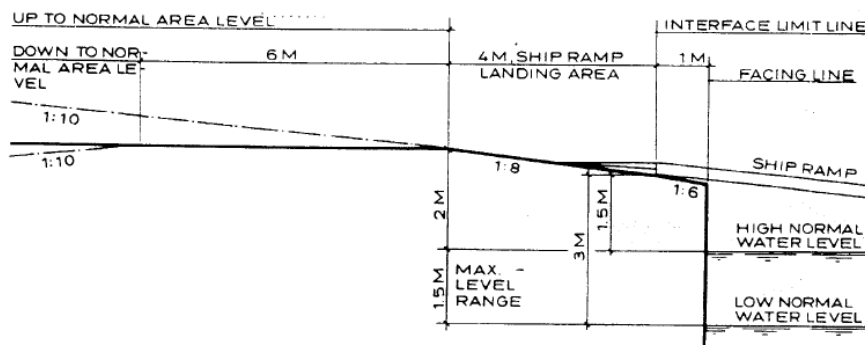 UP TO NORMAL AREA LEVEL
INTERFACE LIMIT LINE
DOWN TO NOR-
MAL AREA LE-
VEL
6 M
4 M, SHIP RAMP
LANDING AREA
1 M
FACING LINE
1:10
1:10
1:8
1:6
SHIP RAMP
2 M
1.5 M
3 M
HIGH NORMAL
WATER LEVEL
1.5 M
MAX. -
LEVEL
RANGE
LOW NORMAL
WATER LEVEL